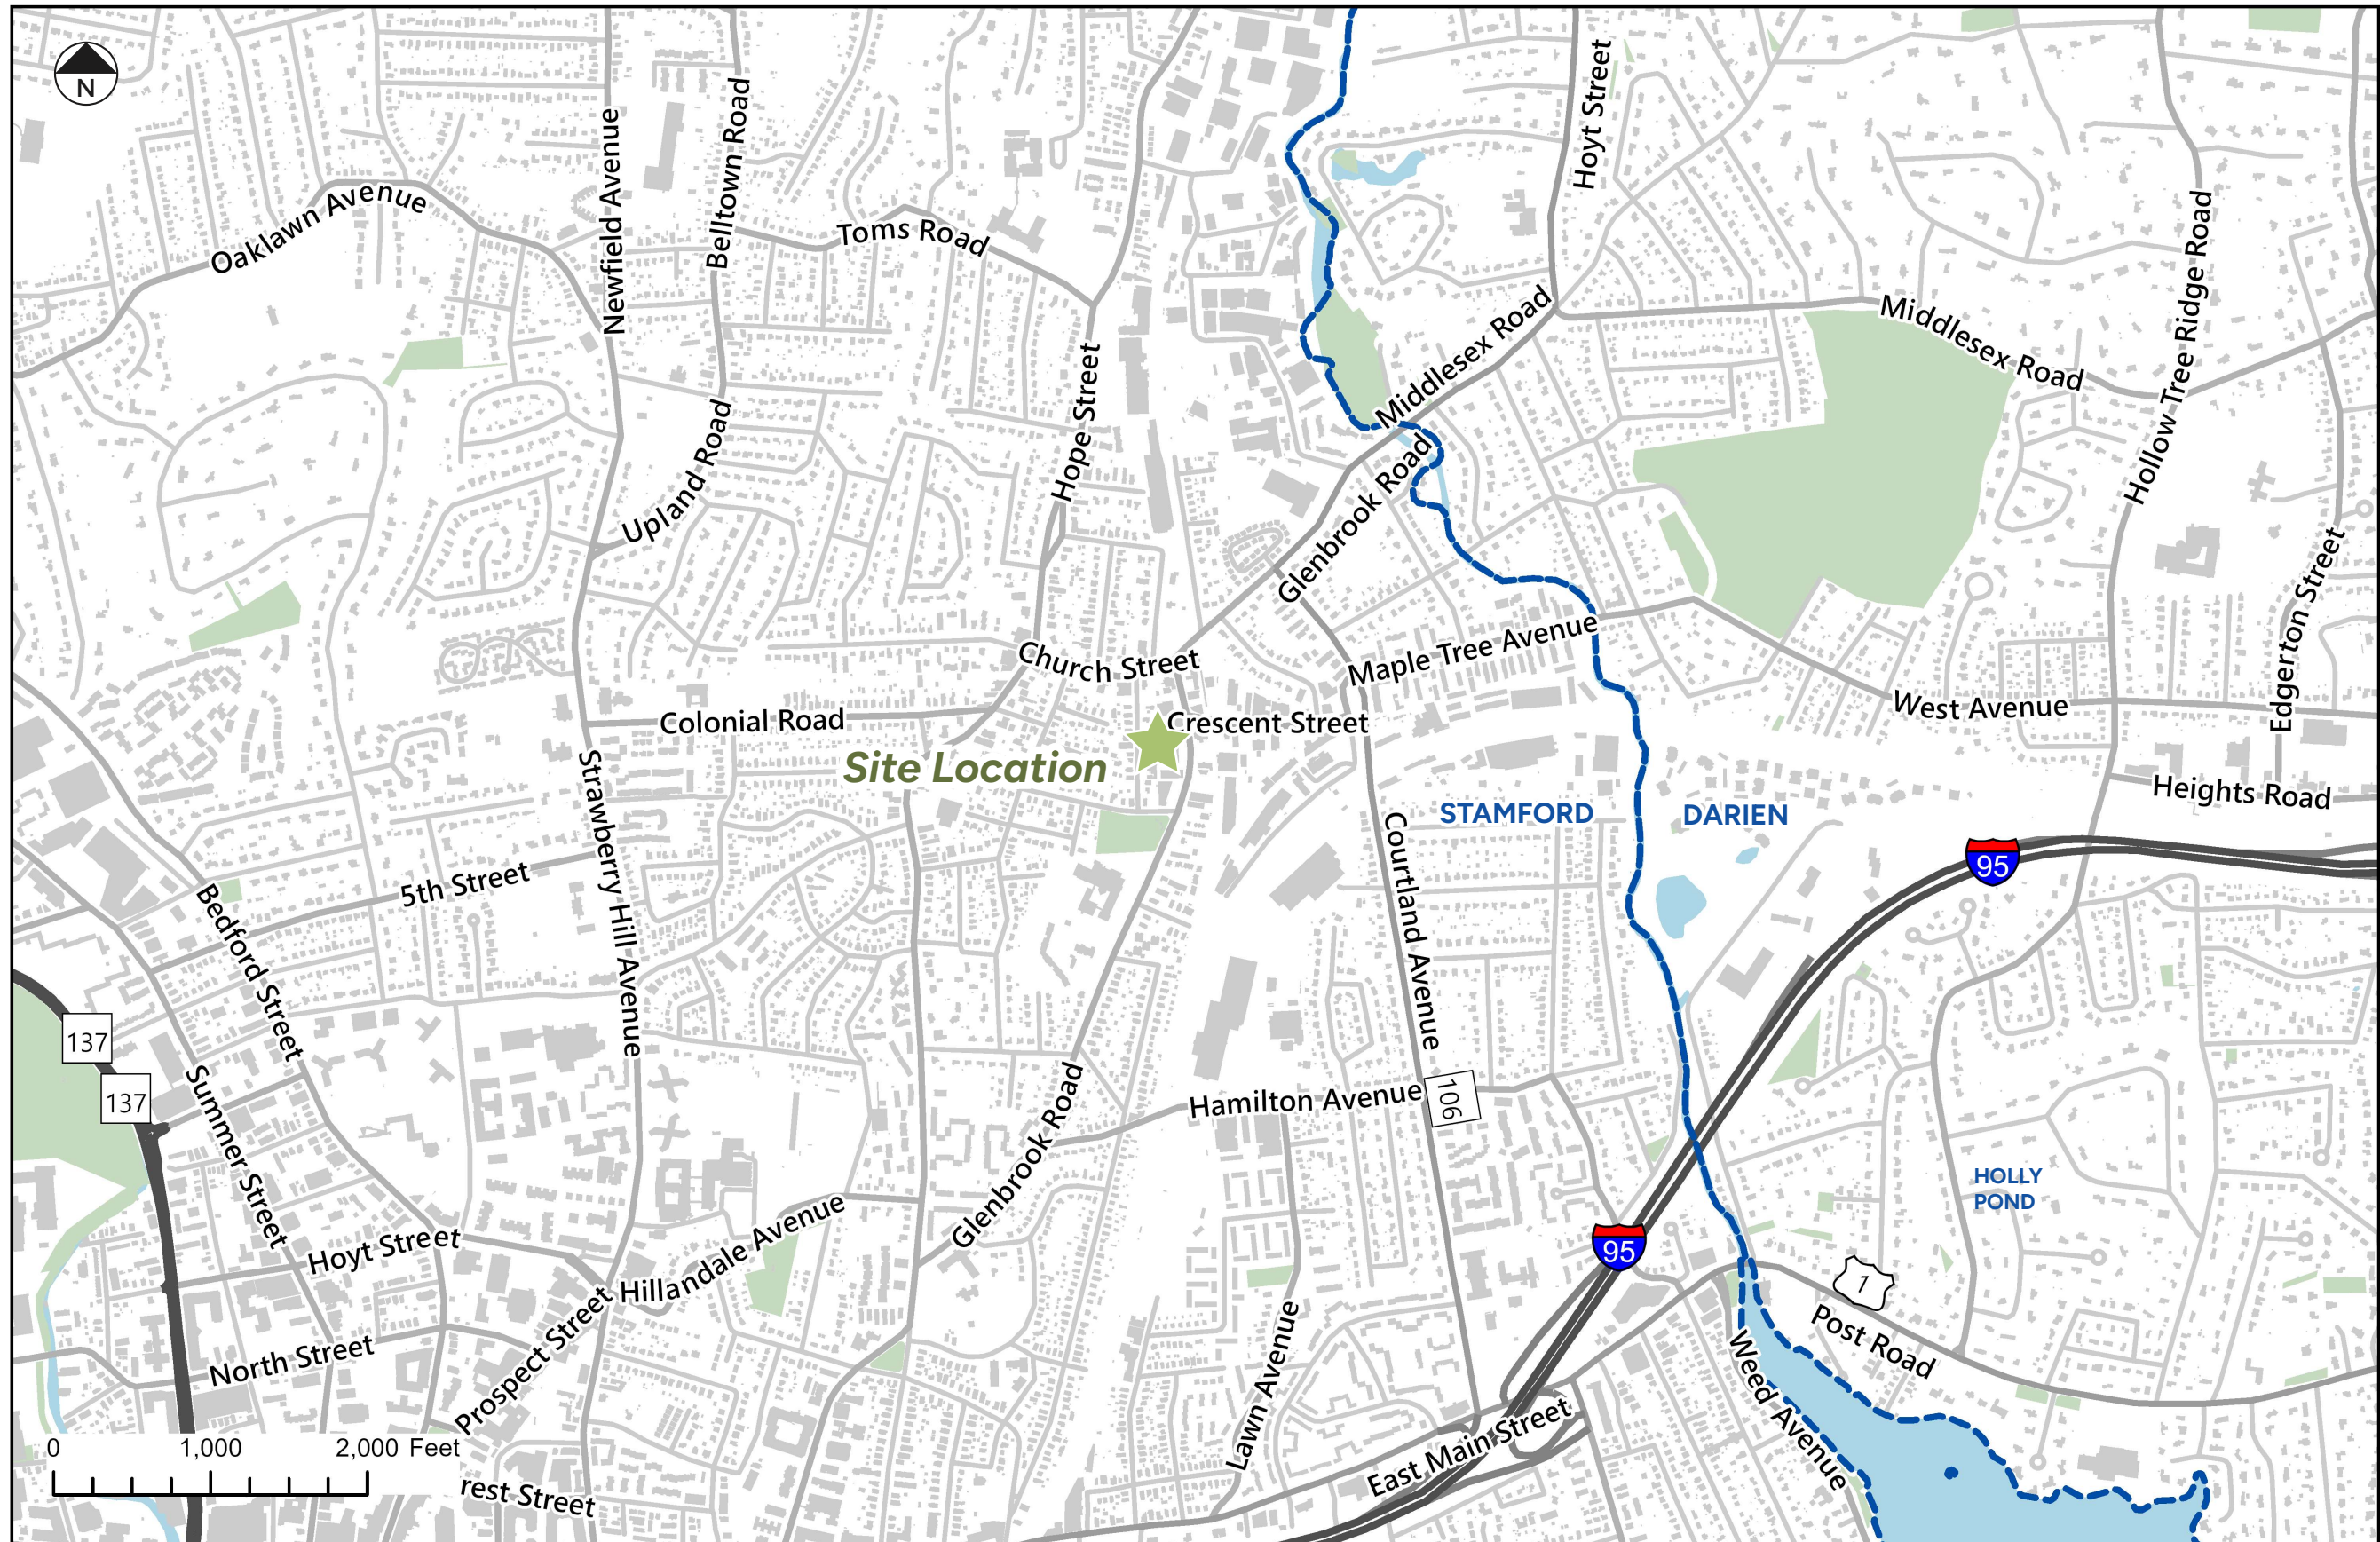 N
Oaklawn Avenue
Newfield Avenue
Belltown Road
Toms Road
Hoyt Street
Middlesex Road
Middlesex Road
Hollow Tree Ridge Road
Hope Street
Upland Road
Glenbrook Road
Edgerton Street
Church Street
Maple Tree Avenue
West Avenue
Colonial Road
Crescent Street
Site Location
Strawberry Hill Avenue
STAMFORD
DARIEN
Heights Road
Courtland Avenue
95
5th Street
Bedford Street
137
137
Summer Street
Hamilton Avenue
106
Glenbrook Road
HOLLY
POND
Hoyt Street
Hillandale Avenue
95
1
Post Road
North Street
Prospect Street
Lawn Avenue
Weed Avenue
East Main Street
0 1,000 2,000 Feet
rest Street